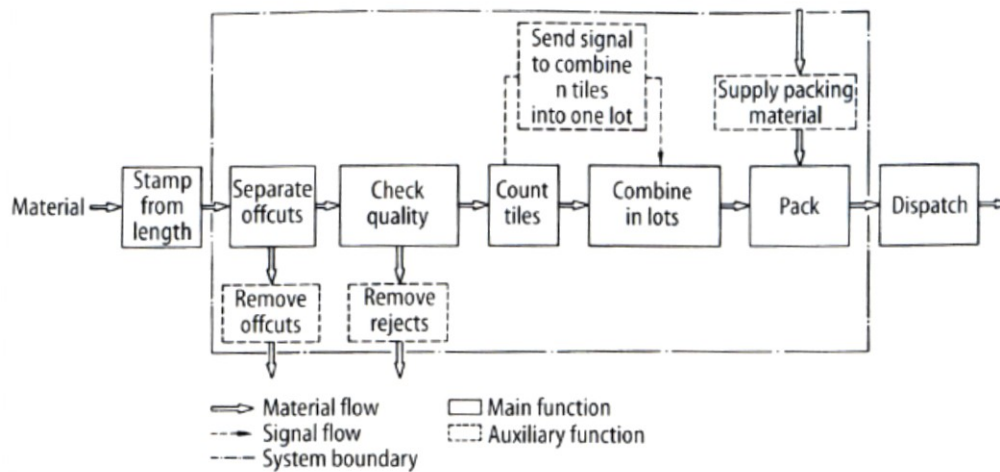 Send signal
to combine
n tiles
into one lot
Supply packing
material
Material
Stamp
from
length
Separate
offcuts
Check
quality
Count
tiles
Combine
in lots
Pack
Dispatch
Remove
offcuts
Remove
rejects
Material flow
Main function
Signal flow
Auxiliary function
System boundary